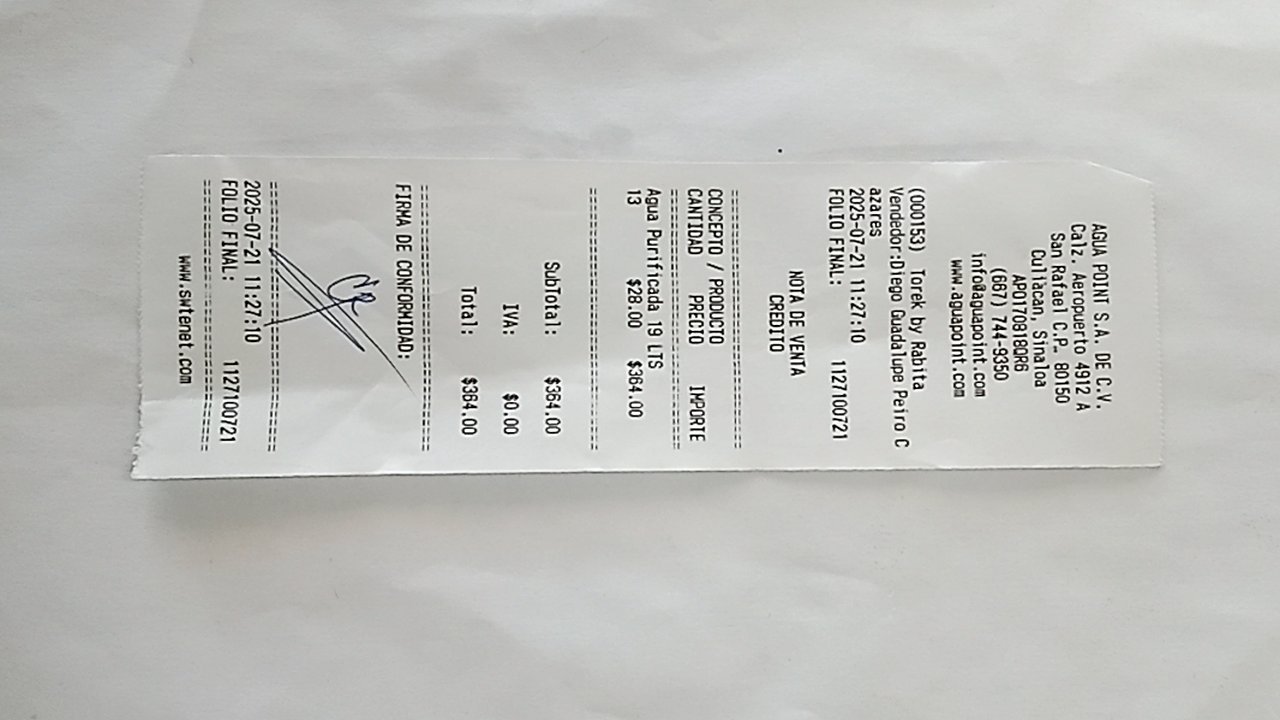 AGUA POINT S.A. DE C.V.
Calz. Aeropuerto 4912 A
San Rafael C.P. 80150
Culiacan, Sinaloa
APO170818QR6
(667) 744-9350
info@aguapoint.com
www.aguapoint.com
(000153) Torek by Rabita
Vendedor:Diego Guadalupe Peiro C
azares
2025-07-21 11:27:10
FOLIO FINAL: 1127100721
NOTA DE VENTA
CREDITO
================================
CONCEPTO / PRODUCTO
CANTIDAD PRECIO IMPORTE
================================
Agua Purificada 19 LTS
13 $28.00 $364.00
================================
SubTotal: $364.00
IVA: $0.00
Total: $364.00
================================
FIRMA DE CONFORMIDAD:
================================
2025-07-21 11:27:10
FOLIO FINAL: 1127100721
================================
www.swtenet.com